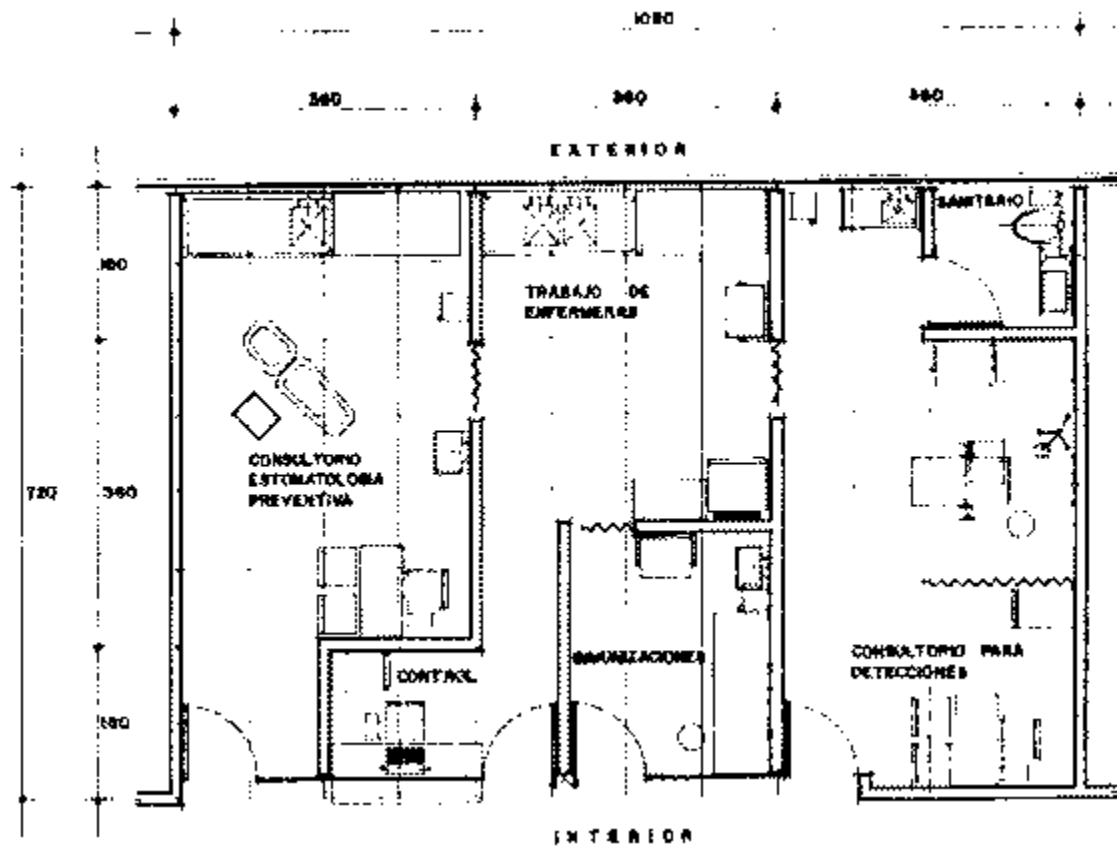 1080
360 360 360
EXTERIOR
SANITARIO
180
TRABAJO DE
ENFERMERAS
CONSULTORIO
ESTOMATOLOGIA
PREVENTIVA
720
360
INMUNIZACIONES
CONTROL
CONSULTORIO PARA
DETECCIONES
180
INTERIOR